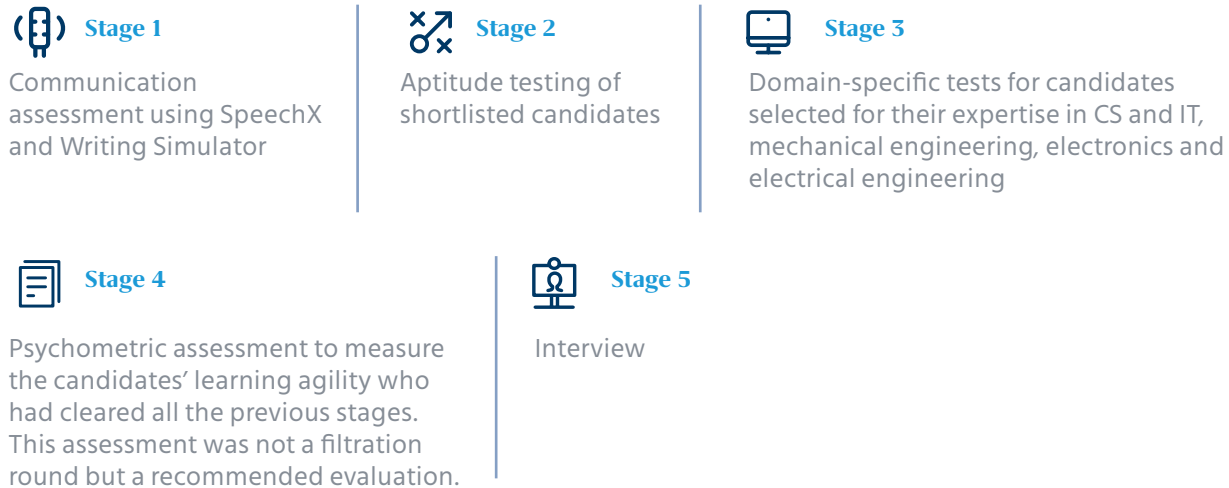 Stage 1
Communication
assessment using SpeechX
and Writing Simulator
Stage 2
Aptitude testing of
shortlisted candidates
Stage 3
Domain-specific tests for candidates
selected for their expertise in CS and IT,
mechanical engineering, electronics and
electrical engineering
Stage 4
Psychometric assessment to measure
the candidates’ learning agility who
had cleared all the previous stages.
This assessment was not a filtration
round but a recommended evaluation.
Stage 5
Interview